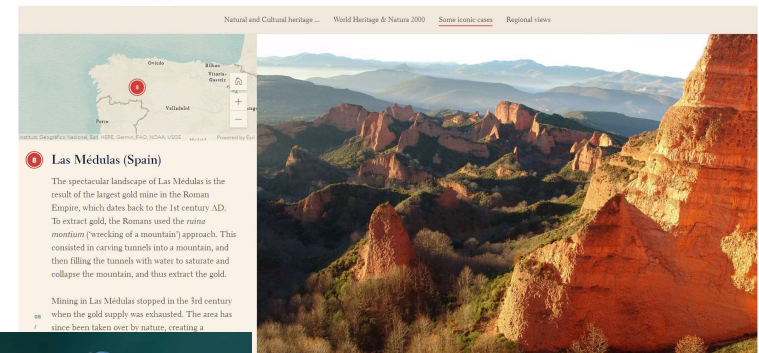 Natural and Cultural heritage ... World Heritage & Natura 2000 Some iconic cases Regional views
Oviedo
Bilbao
Vitoria-
Gasteiz
8
Valladolid
Porto
Instituto Geográfico Nacional, Esri, HERE, Garmin, FAO, NOAA, USGS Powered by Esri
8 Las Médulas (Spain)
The spectacular landscape of Las Médulas is the
result of the largest gold mine in the Roman
Empire, which dates back to the 1st century AD.
To extract gold, the Romans used the ruina
montium ('wrecking of a mountain') approach. This
consisted in carving tunnels into a mountain, and
then filling the tunnels with water to saturate and
collapse the mountain, and thus extract the gold.
Mining in Las Médulas stopped in the 3rd century
when the gold supply was exhausted. The area has
since been taken over by nature, creating a
08
/